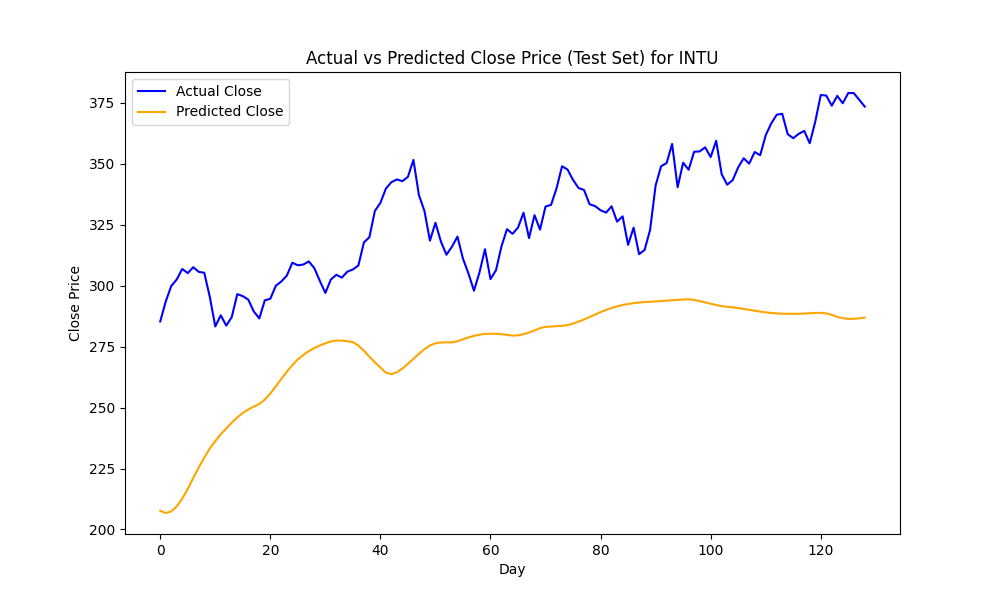 Actual vs Predicted Close Price (Test Set) for INTU
Actual Close
Predicted Close
Close Price
375
350
325
300
275
250
225
200
0 20 40 60 80 100 120
Day